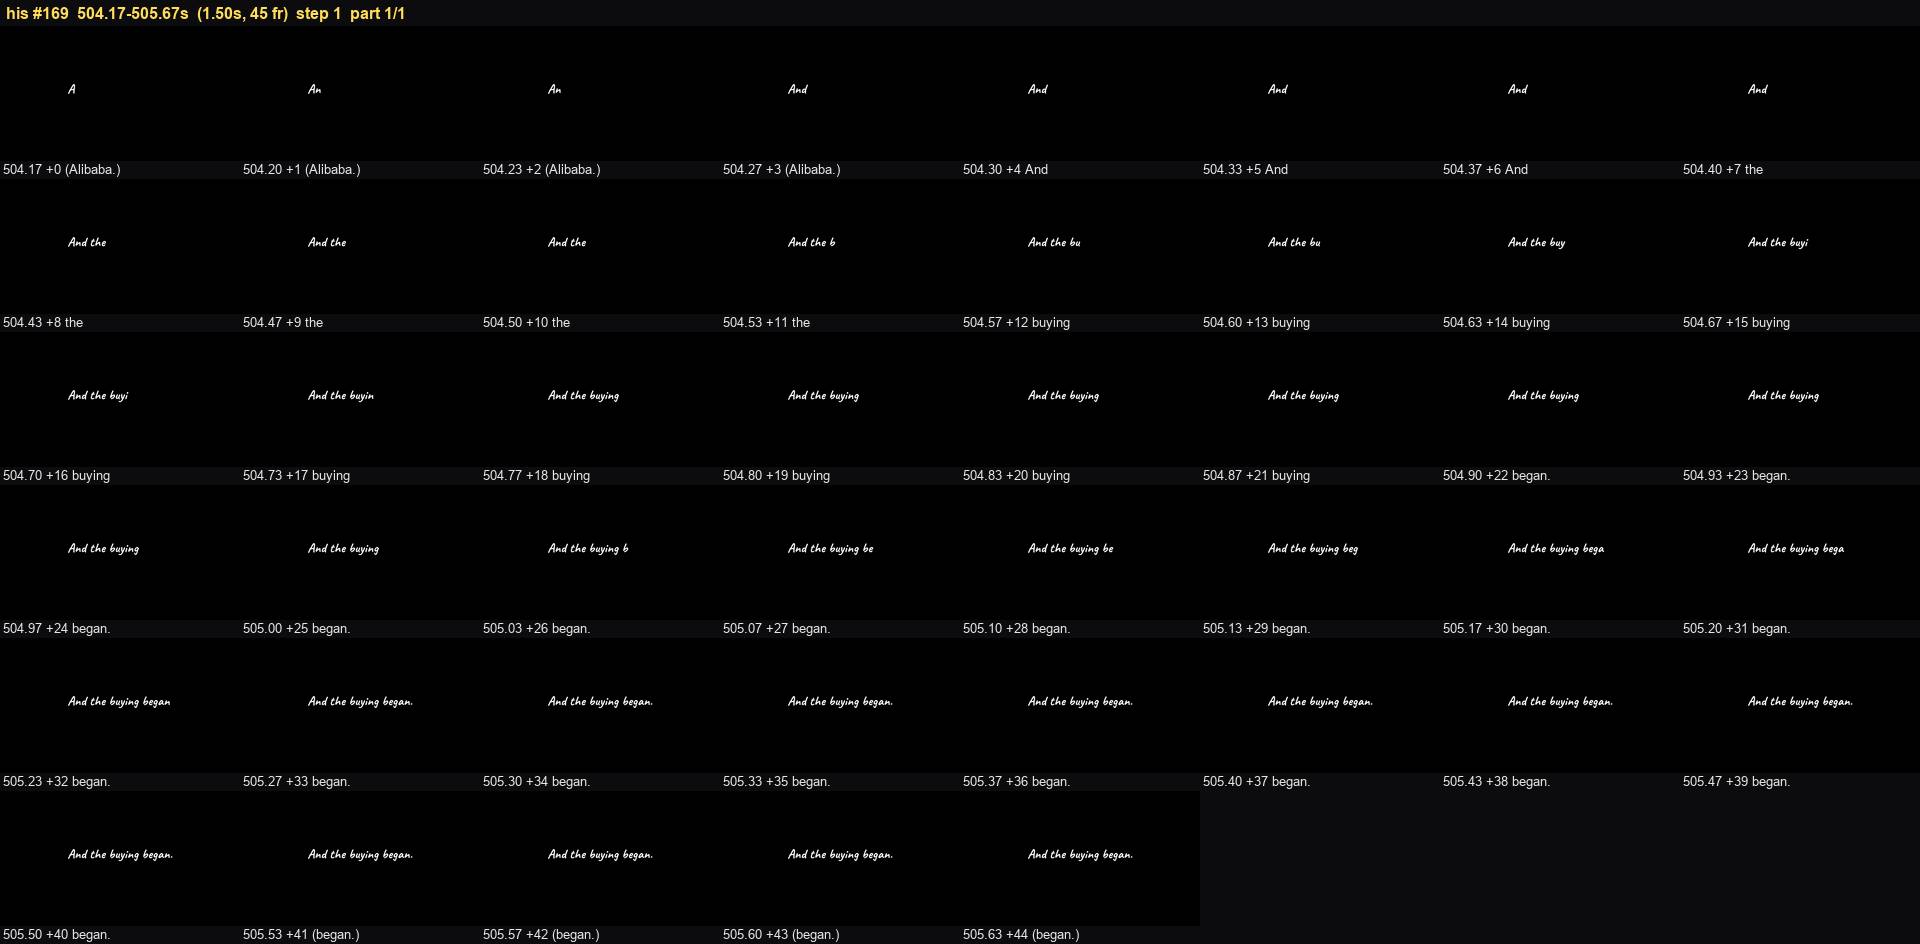 his #169 504.17-505.67s (1.50s, 45 fr) step 1 part 1/1
A An An And And And And And
504.17 +0 (Alibaba.) 504.20 +1 (Alibaba.) 504.23 +2 (Alibaba.) 504.27 +3 (Alibaba.) 504.30 +4 And 504.33 +5 And 504.37 +6 And 504.40 +7 the
And the And the And the And the b And the bu And the bu And the buy And the buyi
504.43 +8 the 504.47 +9 the 504.50 +10 the 504.53 +11 the 504.57 +12 buying 504.60 +13 buying 504.63 +14 buying 504.67 +15 buying
And the buyi And the buyin And the buying And the buying And the buying And the buying And the buying And the buying
504.70 +16 buying 504.73 +17 buying 504.77 +18 buying 504.80 +19 buying 504.83 +20 buying 504.87 +21 buying 504.90 +22 began. 504.93 +23 began.
And the buying And the buying And the buying b And the buying be And the buying be And the buying beg And the buying bega And the buying bega
504.97 +24 began. 505.00 +25 began. 505.03 +26 began. 505.07 +27 began. 505.10 +28 began. 505.13 +29 began. 505.17 +30 began. 505.20 +31 began.
And the buying began And the buying began. And the buying began. And the buying began. And the buying began. And the buying began. And the buying began. And the buying began.
505.23 +32 began. 505.27 +33 began. 505.30 +34 began. 505.33 +35 began. 505.37 +36 began. 505.40 +37 began. 505.43 +38 began. 505.47 +39 began.
And the buying began. And the buying began. And the buying began. And the buying began. And the buying began.
505.50 +40 began. 505.53 +41 (began.) 505.57 +42 (began.) 505.60 +43 (began.) 505.63 +44 (began.)